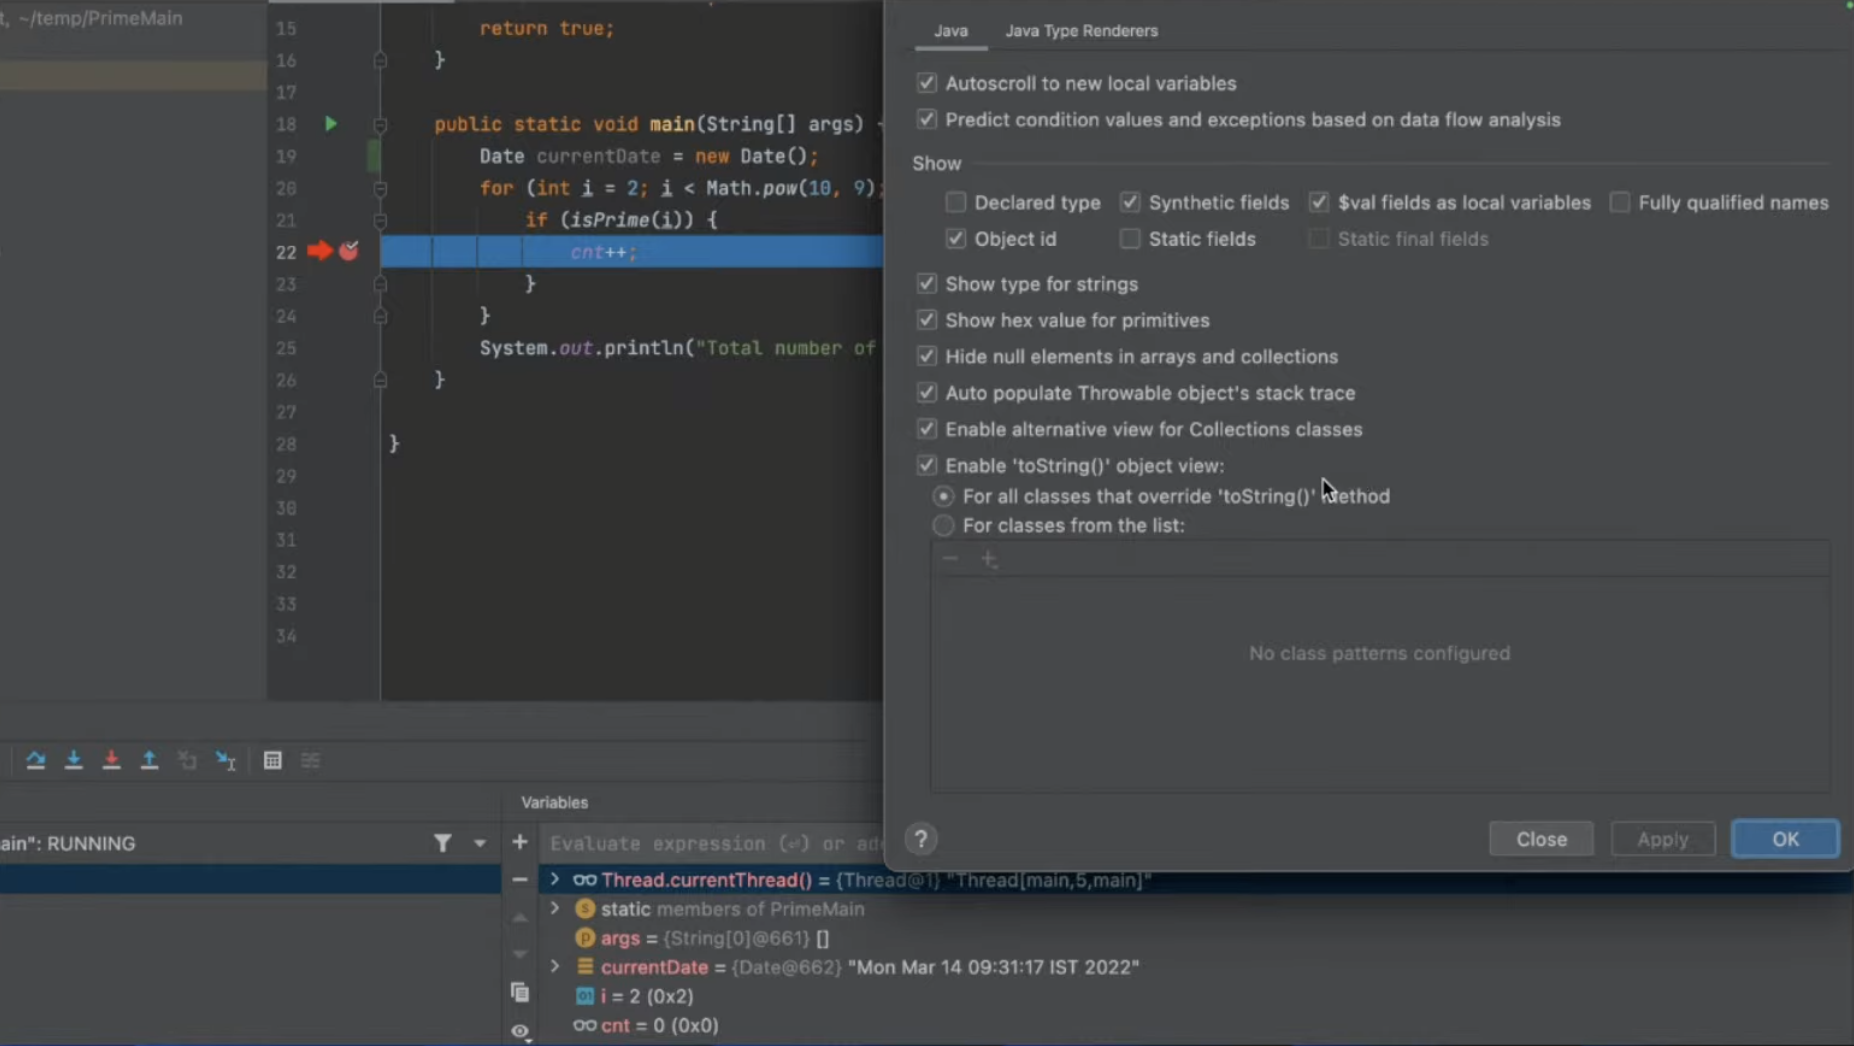 t, ~/temp/PrimeMain
15 return true;
16 }
17
18 public static void main(String[] args) {
19 Date currentDate = new Date();
20 for (int i = 2; i < Math.pow(10, 9);
21 if (isPrime(i)) {
22 cnt++;
23 }
24 }
25 System.out.println("Total number of
26 }
27
28 }
29
30
31
32
33
34
Java Java Type Renderers
Autoscroll to new local variables
Predict condition values and exceptions based on data flow analysis
Show
Declared type Synthetic fields $val fields as local variables Fully qualified names
Object id Static fields Static final fields
Show type for strings
Show hex value for primitives
Hide null elements in arrays and collections
Auto populate Throwable object's stack trace
Enable alternative view for Collections classes
Enable 'toString()' object view:
For all classes that override 'toString()' method
For classes from the list:
No class patterns configured
? Close Apply OK
Variables
ain": RUNNING
Evaluate expression (⏎) or add
Thread.currentThread() = {Thread@1} "Thread[main,5,main]"
static members of PrimeMain
args = {String[0]@661} []
currentDate = {Date@662} "Mon Mar 14 09:31:17 IST 2022"
i = 2 (0x2)
cnt = 0 (0x0)